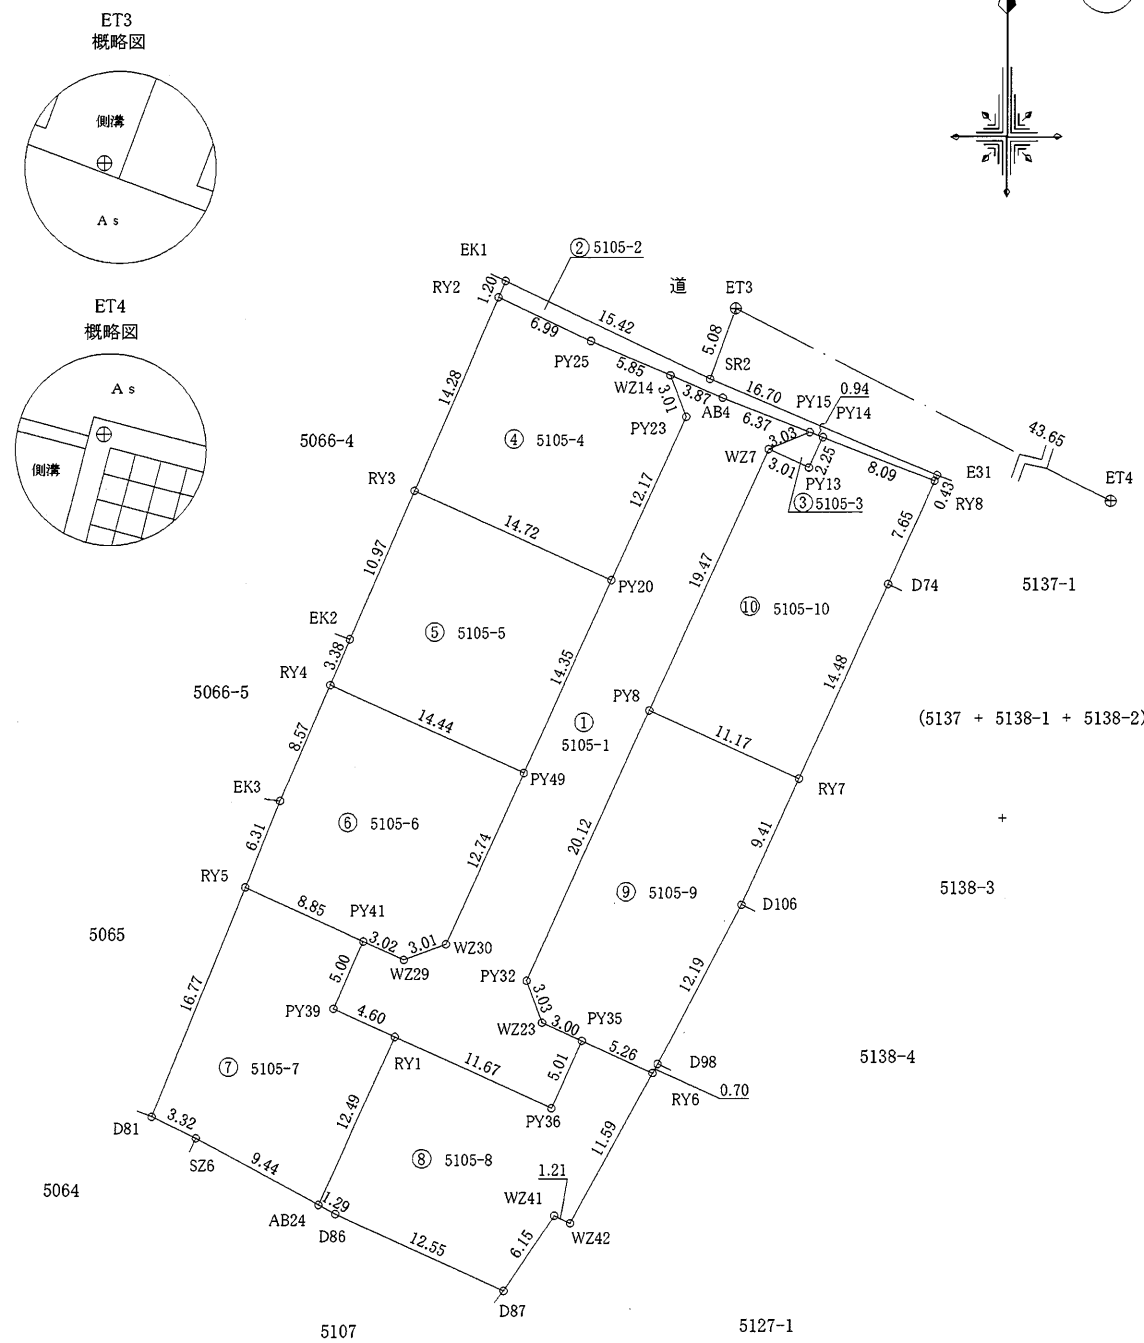 ET3
概略図
側溝
As
ET4
概略図
As
側溝
EK1
② 5105-2
道
ET3
RY2
1.20
15.42
5.08
6.99
PY25
5.85
SR2
16.70
0.94
PY15
PY14
WZ14
3.87
AB4
6.37
3.01
43.65
14.28
PY23
3.03
WZ7
2.25
8.09
E31
ET4
5066-4
④ 5105-4
3.01
PY13
0.43
RY8
RY3
③ 5105-3
12.17
7.65
14.72
19.47
10.97
PY20
D74
5137-1
⑩ 5105-10
EK2
⑤ 5105-5
3.38
14.35
14.48
RY4
5066-5
PY8
(5137 + 5138-1 + 5138-2)
14.44
①
5105-1
8.57
11.17
EK3
PY49
RY7
+
⑥ 5105-6
6.31
12.74
20.12
9.41
RY5
⑨ 5105-9
5138-3
8.85
D106
PY41
5065
3.02
3.01
WZ30
WZ29
5.00
PY32
12.19
16.77
PY39
3.03
4.60
WZ23
3.00
PY35
5.26
D98
5138-4
⑦ 5105-7
RY1
11.67
5.01
RY6
0.70
D81
3.32
12.49
PY36
SZ6
⑧ 5105-8
11.59
9.44
1.21
5064
AB24
1.29
D86
WZ41
WZ42
12.55
6.15
D87
5107
5127-1